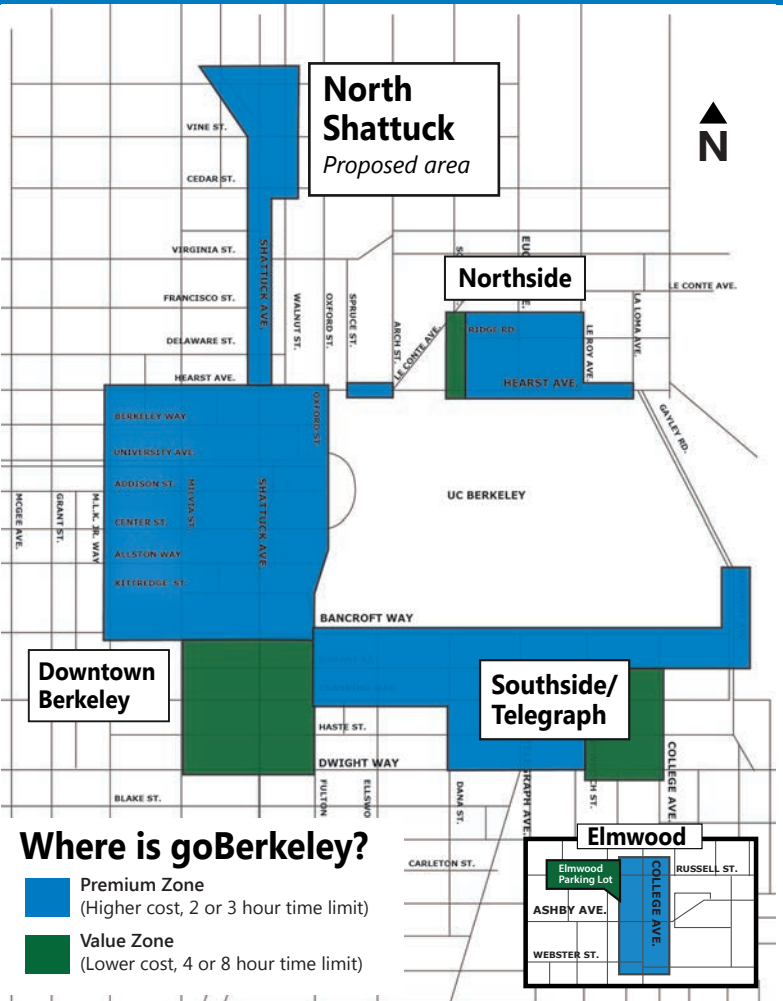 North
Shattuck
Proposed area
N
VINE ST.
CEDAR ST.
VIRGINIA ST.
FRANCISCO ST.
DELAWARE ST.
HEARST AVE.
SHATTUCK AVE.
WALNUT ST.
OXFORD ST.
SPRUCE ST.
ARCH ST.
LE CONTE AVE.
Northside
LE CONTE AVE.
RIDGE RD.
LE ROY AVE.
LA LOMA AVE.
HEARST AVE.
GAYLEY RD.
BERKELEY WAY
UNIVERSITY AVE.
ADDISON ST.
CENTER ST.
ALLSTON WAY
KITTREDGE ST.
MILVIA ST.
SHATTUCK AVE.
OXFORD ST.
MCGEE AVE.
GRANT ST.
M.L.K. JR. WAY
UC BERKELEY
BANCROFT WAY
Downtown
Berkeley
Southside/
Telegraph
HASTE ST.
DWIGHT WAY
BLAKE ST.
FULTON
ELLSWO
DANA ST.
GRAPH AVE.
CH ST.
COLLEGE AVE.
CARLETON ST.
Where is goBerkeley?
Premium Zone
(Higher cost, 2 or 3 hour time limit)
Value Zone
(Lower cost, 4 or 8 hour time limit)
Elmwood
Elmwood
Parking Lot
COLLEGE AVE.
RUSSELL ST.
ASHBY AVE.
WEBSTER ST.